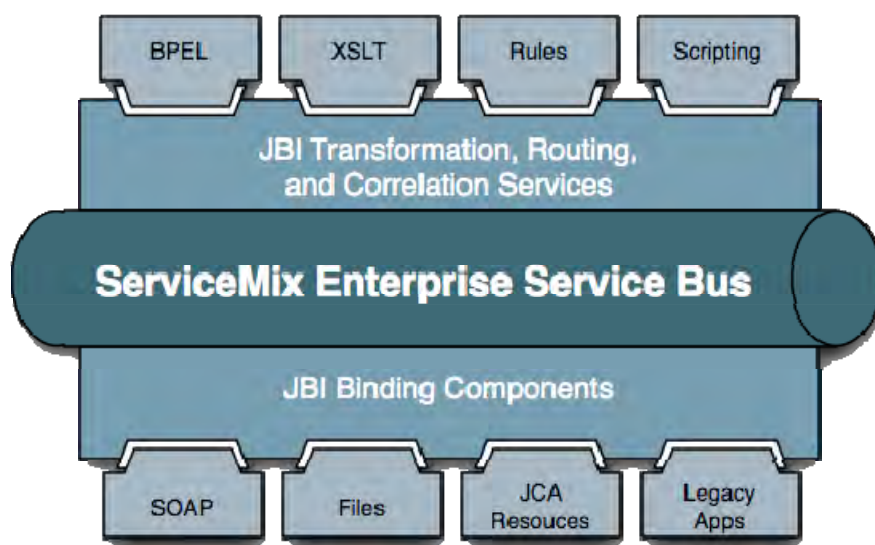 BPEL
XSLT
Rules
Scripting
JBI Transformation, Routing,
and Correlation Services
ServiceMix Enterprise Service Bus
JBI Binding Components
SOAP
Files
JCA
Resouces
Legacy
Apps